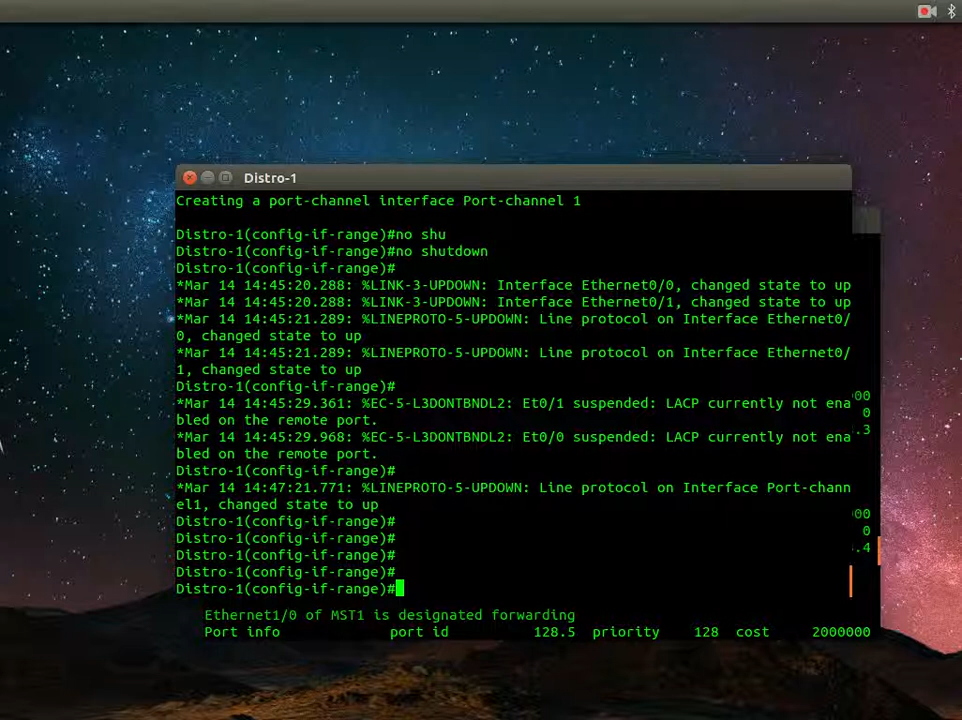 Distro-1
Creating a port-channel interface Port-channel 1
Distro-1(config-if-range)#no shu
Distro-1(config-if-range)#no shutdown
Distro-1(config-if-range)#
*Mar 14 14:45:20.288: %LINK-3-UPDOWN: Interface Ethernet0/0, changed state to up
*Mar 14 14:45:20.288: %LINK-3-UPDOWN: Interface Ethernet0/1, changed state to up
*Mar 14 14:45:21.289: %LINEPROTO-5-UPDOWN: Line protocol on Interface Ethernet0/
0, changed state to up
*Mar 14 14:45:21.289: %LINEPROTO-5-UPDOWN: Line protocol on Interface Ethernet0/
1, changed state to up
Distro-1(config-if-range)#
*Mar 14 14:45:29.361: %EC-5-L3DONTBNDL2: Et0/1 suspended: LACP currently not ena
bled on the remote port.
*Mar 14 14:45:29.968: %EC-5-L3DONTBNDL2: Et0/0 suspended: LACP currently not ena
bled on the remote port.
Distro-1(config-if-range)#
*Mar 14 14:47:21.771: %LINEPROTO-5-UPDOWN: Line protocol on Interface Port-chann
el1, changed state to up
Distro-1(config-if-range)#
Distro-1(config-if-range)#
Distro-1(config-if-range)#
Distro-1(config-if-range)#
Distro-1(config-if-range)#
00
0
.3
00
0
.4
Ethernet1/0 of MST1 is designated forwarding
Port info port id 128.5 priority 128 cost 2000000